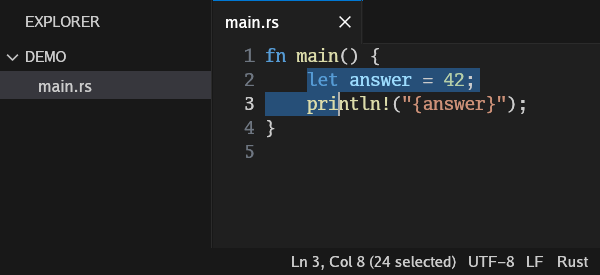 EXPLORER
DEMO
main.rs
main.rs
1 fn main() {
2     let answer = 42;
3     println!("{answer}");
4 }
5
Ln 3, Col 8 (24 selected) UTF-8 LF Rust